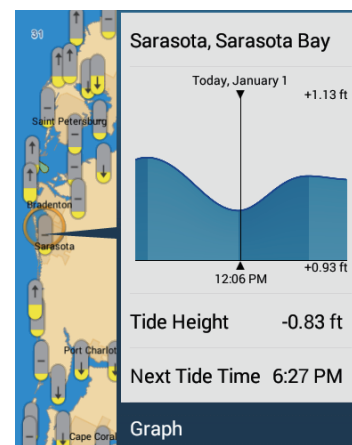 31
Saint Petersburg
Bradenton
Sarasota
Port Charlot
Cape Coral
Sarasota, Sarasota Bay
Today, January 1
+1.13 ft
+0.93 ft
12:06 PM
Tide Height -0.83 ft
Next Tide Time 6:27 PM
Graph